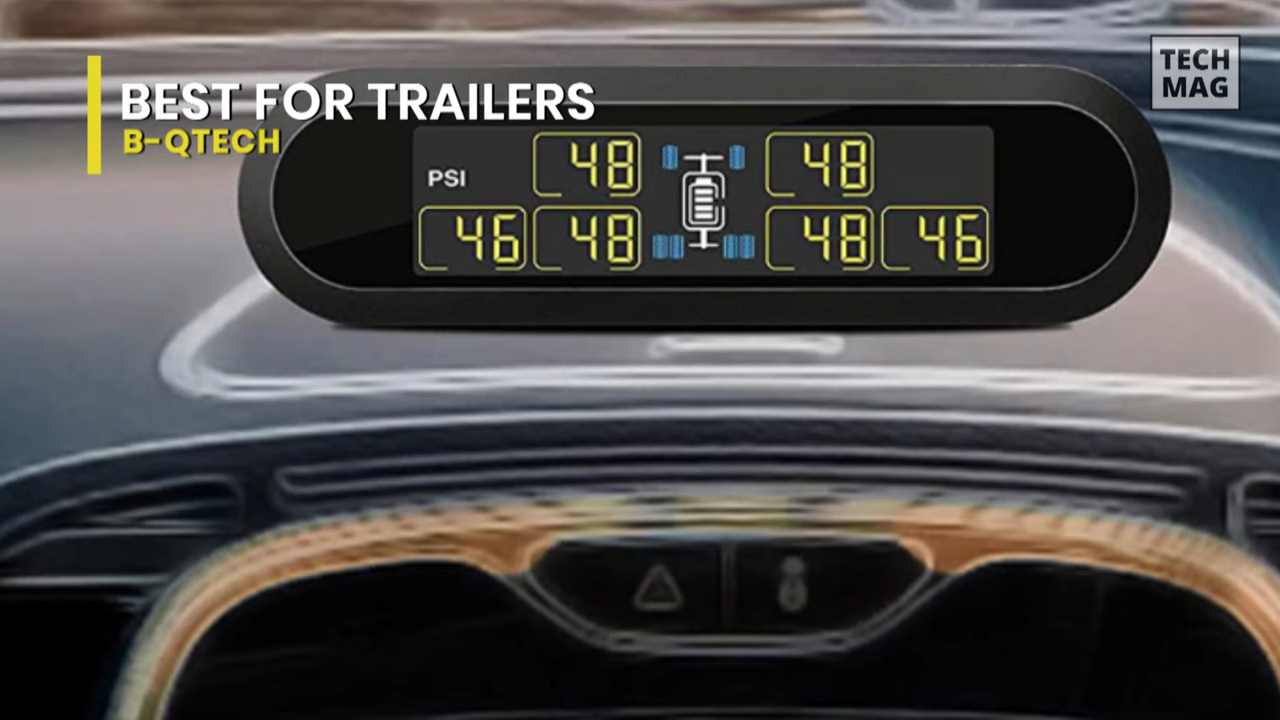 TECH
MAG
BEST FOR TRAILERS
B-QTECH
48 48
PSI
46 48 48 46